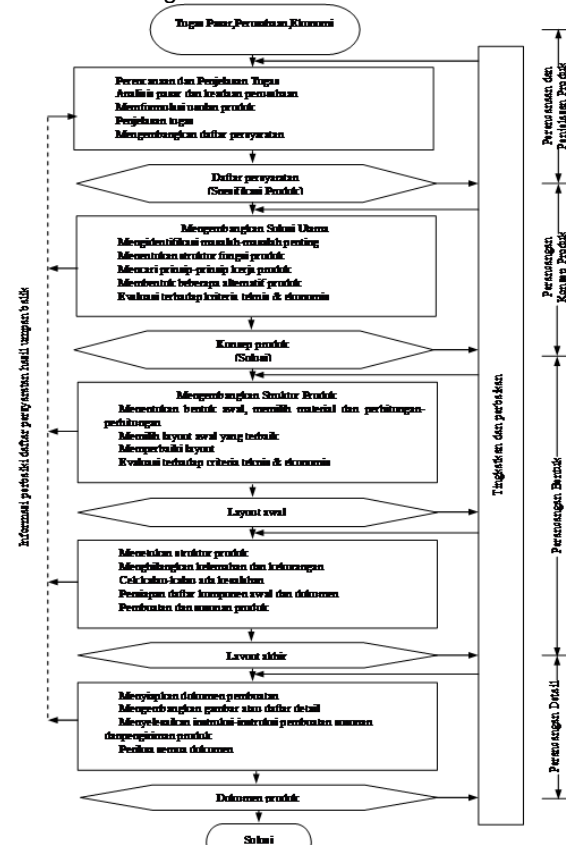 Tugas Pasar,Perusahaan,Ekonomi
Perencanaan dan Penjelasan Tugas
Analisis pasar dan keadaan perusahaan
Memformulasi usulan produk
Penjelasan tugas
Mengembangkan daftar persyaratan
Daftar persyaratan
(Spesifikasi Produk)
Mengembangkan Solusi Utama
Mengidentifikasi masalah-masalah penting
Menentukan struktur fungsi produk
Mencari prinsip-prinsip kerja produk
Membentuk beberapa alternatif produk
Evaluasi terhadap kriteria teknis & ekonomis
Konsep produk
(Solusi)
Mengembangkan Struktur Produk
Menentukan bentuk awal, memilih material dan perhitungan-
perhitungan
Memilih layout awal yang terbaik
Memperbaiki layout
Evaluasi terhadap criteria teknis & ekonomis
Layout awal
Menetukan struktur produk
Menghilangkan kelemahan dan kekurangan
Cek kalau-kalau ada kesalahan
Persiapan daftar komponen awal dan dokumen
Pembuatan dan susunan produk
Layout akhir
Menyiapkan dokumen pembuatan
Mengembangkan gambar atau daftar detail
Menyelesaikan instruksi-instruksi pembuatan susunan
danpengiriman produk
Periksa semua dokumen
Dokumen produk
Solusi
Informasi perbaiki daftar persyaratan hasil umpan balik
Tingkatkan dan perbaikan
Perencanaan dan
Penjelasan Produk
Perancangan
Konsep Produk
Perancangan Bentuk
Perancangan Detail